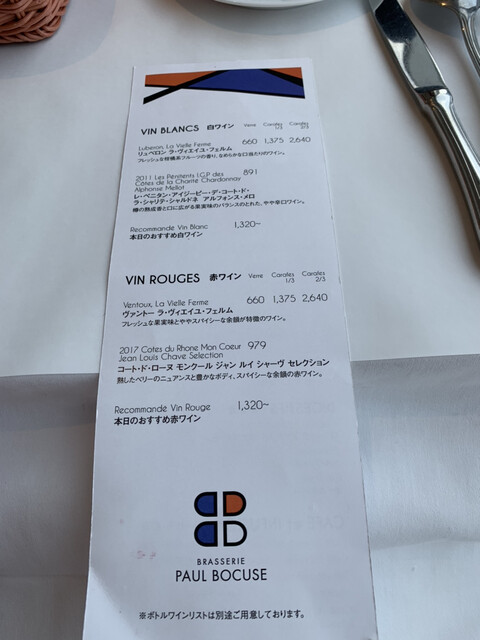 VIN BLANCS 白ワイン Verre Carafes 1/3 Carafes 2/3
Luberon, La Vielle Ferme 660 1,375 2,640
リュベロン ラ・ヴィエイユ・フェルム
フレッシュな柑橘系フルーツの香り、なめらかな口当たりのワイン。
2011 Les Penitents I.G.P des 891
Côtes de la Charité Chardonnay
Alphonse Mellot
レ・ペニタン・アイジーピー・デ・コート・ド・
ラ・シャリテ・シャルドネ アルフォンス・メロ
樽の熟成香と口に広がる果実味のバランスのとれた、やや辛口ワイン。
Recommandé Vin Blanc 1,320~
本日のおすすめ白ワイン
VIN ROUGES 赤ワイン Verre Carafes 1/3 Carafes 2/3
Ventoux, La Vielle Ferme 660 1,375 2,640
ヴァントー ラ・ヴィエイユ・フェルム
フレッシュな果実味とややスパイシーな余韻が特徴のワイン。
2017 Cotes du Rhone Mon Coeur 979
Jean Louis Chave Selection
コート・ド・ローヌ モンクール ジャン ルイ シャーヴ セレクション
熟したベリーのニュアンスと豊かなボディ、スパイシーな余韻の赤ワイン。
Recommandé Vin Rouge 1,320~
本日のおすすめ赤ワイン
BRASSERIE
PAUL BOCUSE
※ボトルワインリストは別途ご用意しております。